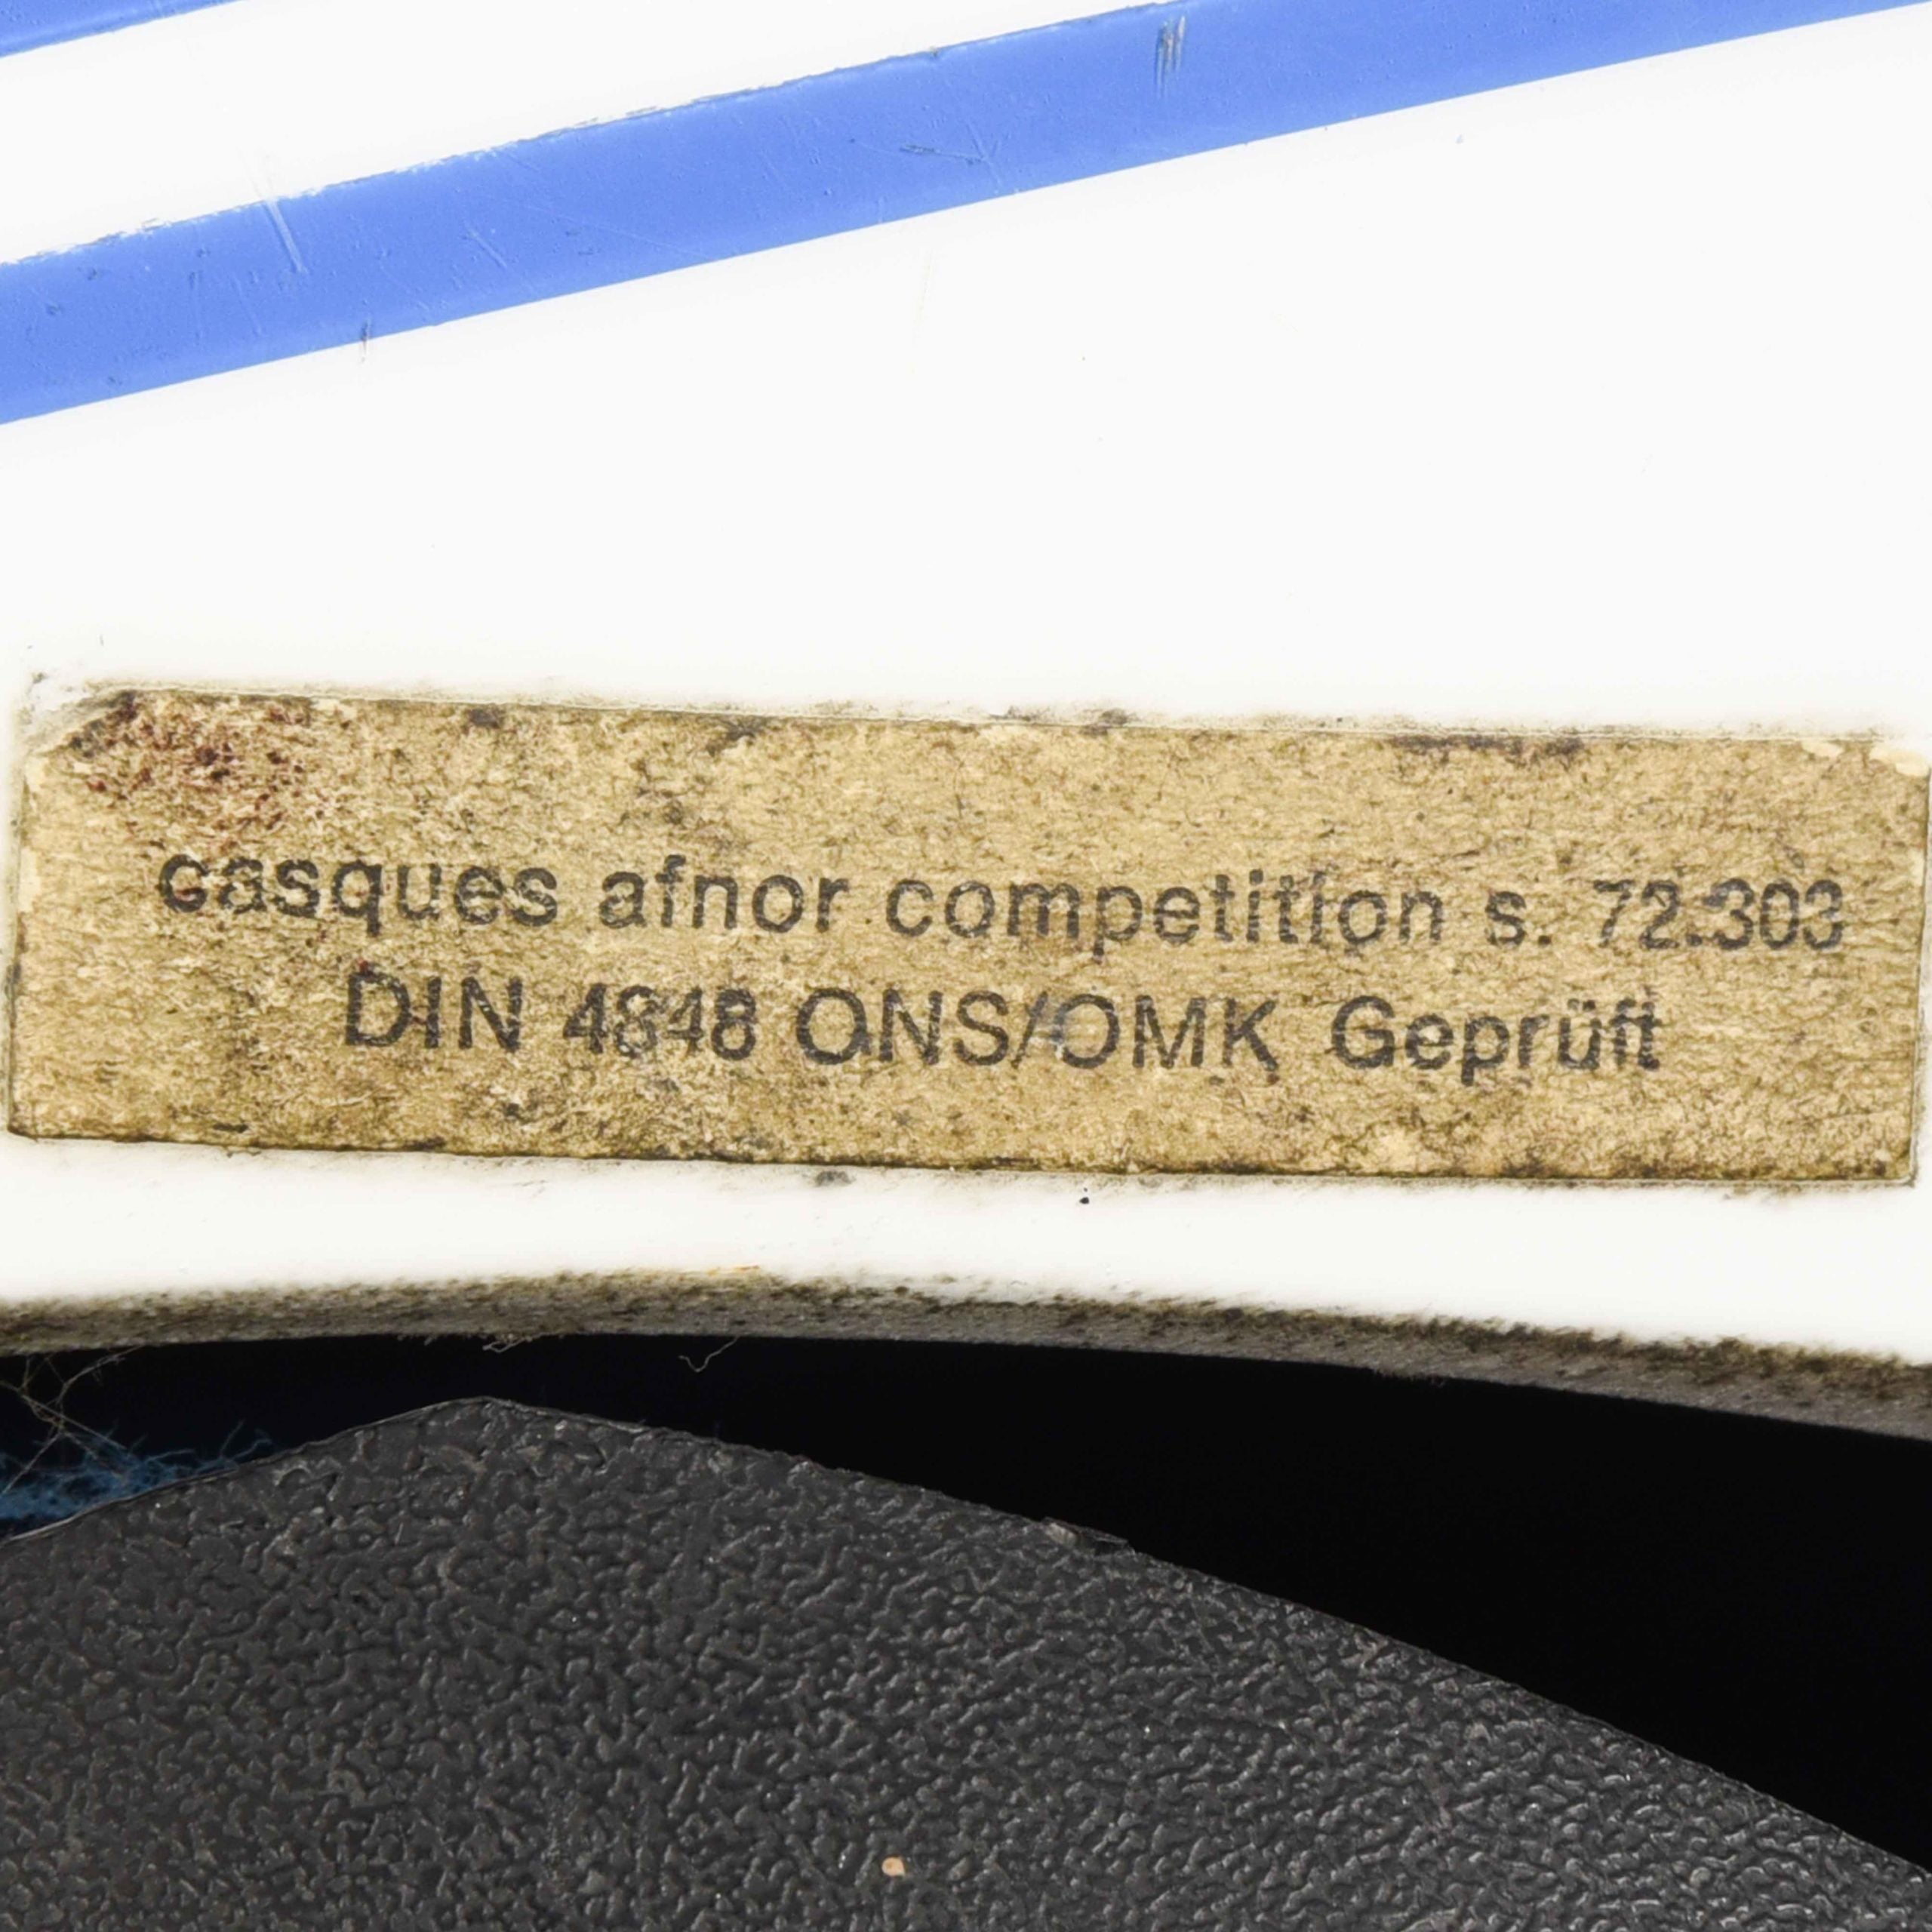 casques afnor competition s. 72.303
DIN 4848 ONS/OMK Geprüft